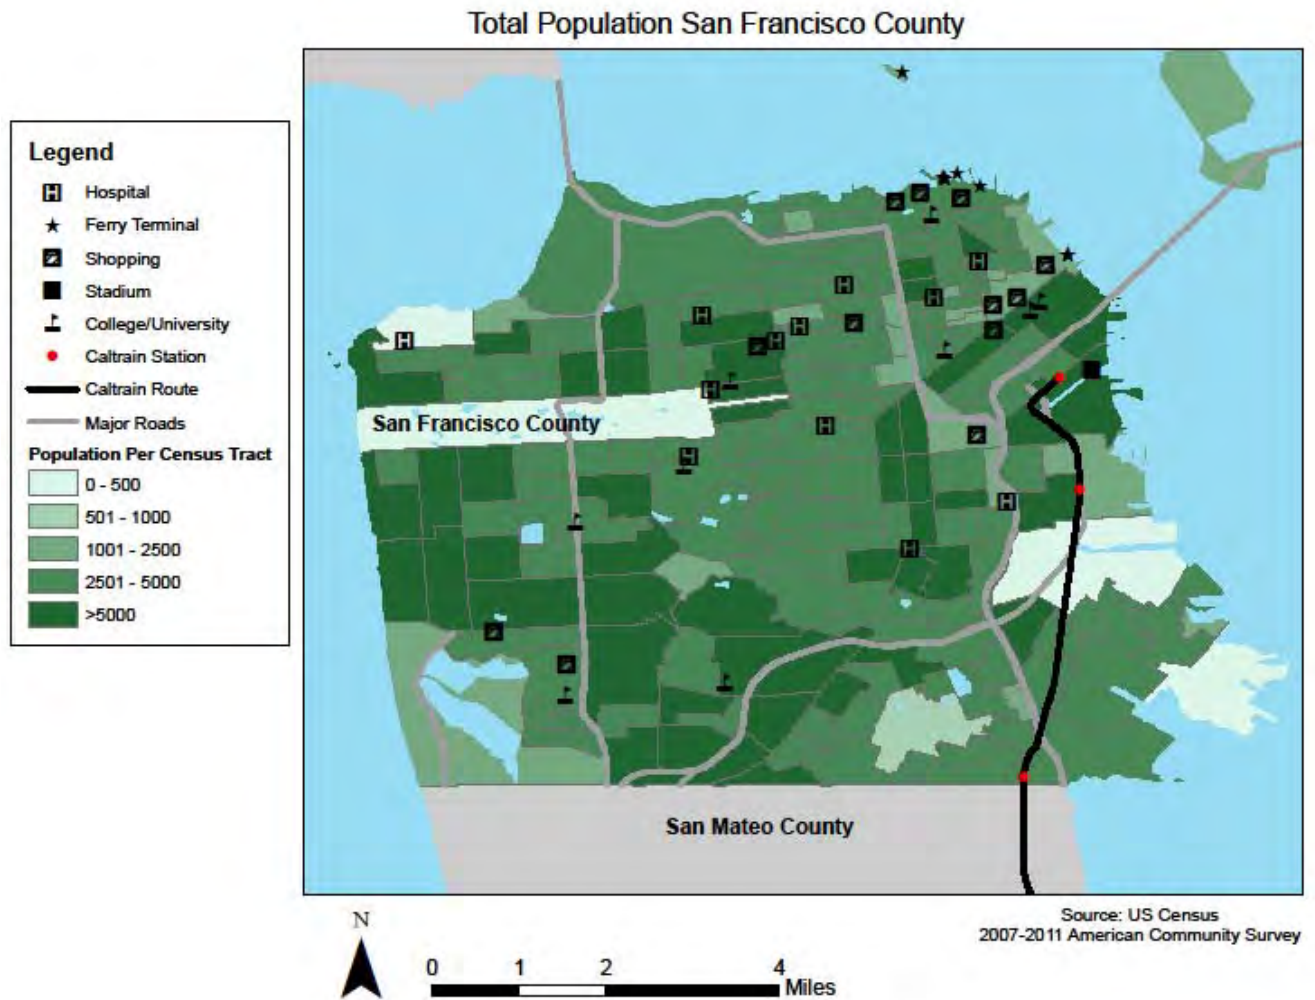 Total Population San Francisco County
Legend
H Hospital
Ferry Terminal
Shopping
Stadium
College/University
Caltrain Station
Caltrain Route
Major Roads
Population Per Census Tract
0 - 500
501 - 1000
1001 - 2500
2501 - 5000
>5000
San Francisco County
San Mateo County
N
0 1 2 4
Miles
Source: US Census
2007-2011 American Community Survey